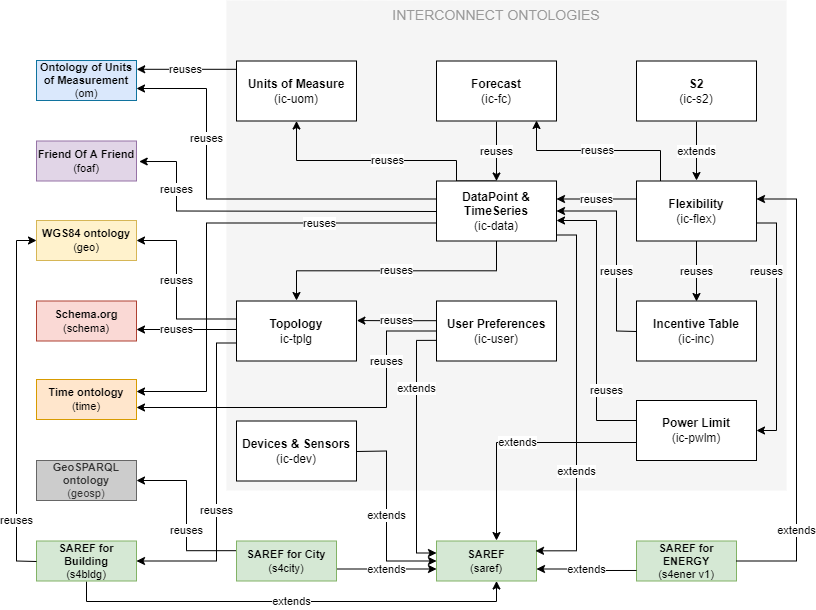 INTERCONNECT ONTOLOGIES
Ontology of Units
of Measurement
(om)
reuses
Units of Measure
(ic-uom)
Forecast
(ic-fc)
S2
(ic-s2)
reuses
reuses
reuses
reuses
extends
Friend Of A Friend
(foaf)
reuses
DataPoint &
TimeSeries
(ic-data)
reuses
Flexibility
(ic-flex)
WGS84 ontology
(geo)
reuses
reuses
reuses
reuses
reuses
reuses
Schema.org
(schema)
reuses
Topology
ic-tplg
reuses
User Preferences
(ic-user)
Incentive Table
(ic-inc)
reuses
extends
reuses
Time ontology
(time)
Devices & Sensors
(ic-dev)
extends
Power Limit
(ic-pwlm)
GeoSPARQL
ontology
(geosp)
extends
reuses
reuses
reuses
extends
extends
SAREF for
Building
(s4bldg)
SAREF for City
(s4city)
extends
SAREF
(saref)
extends
SAREF for
ENERGY
(s4ener v1)
extends